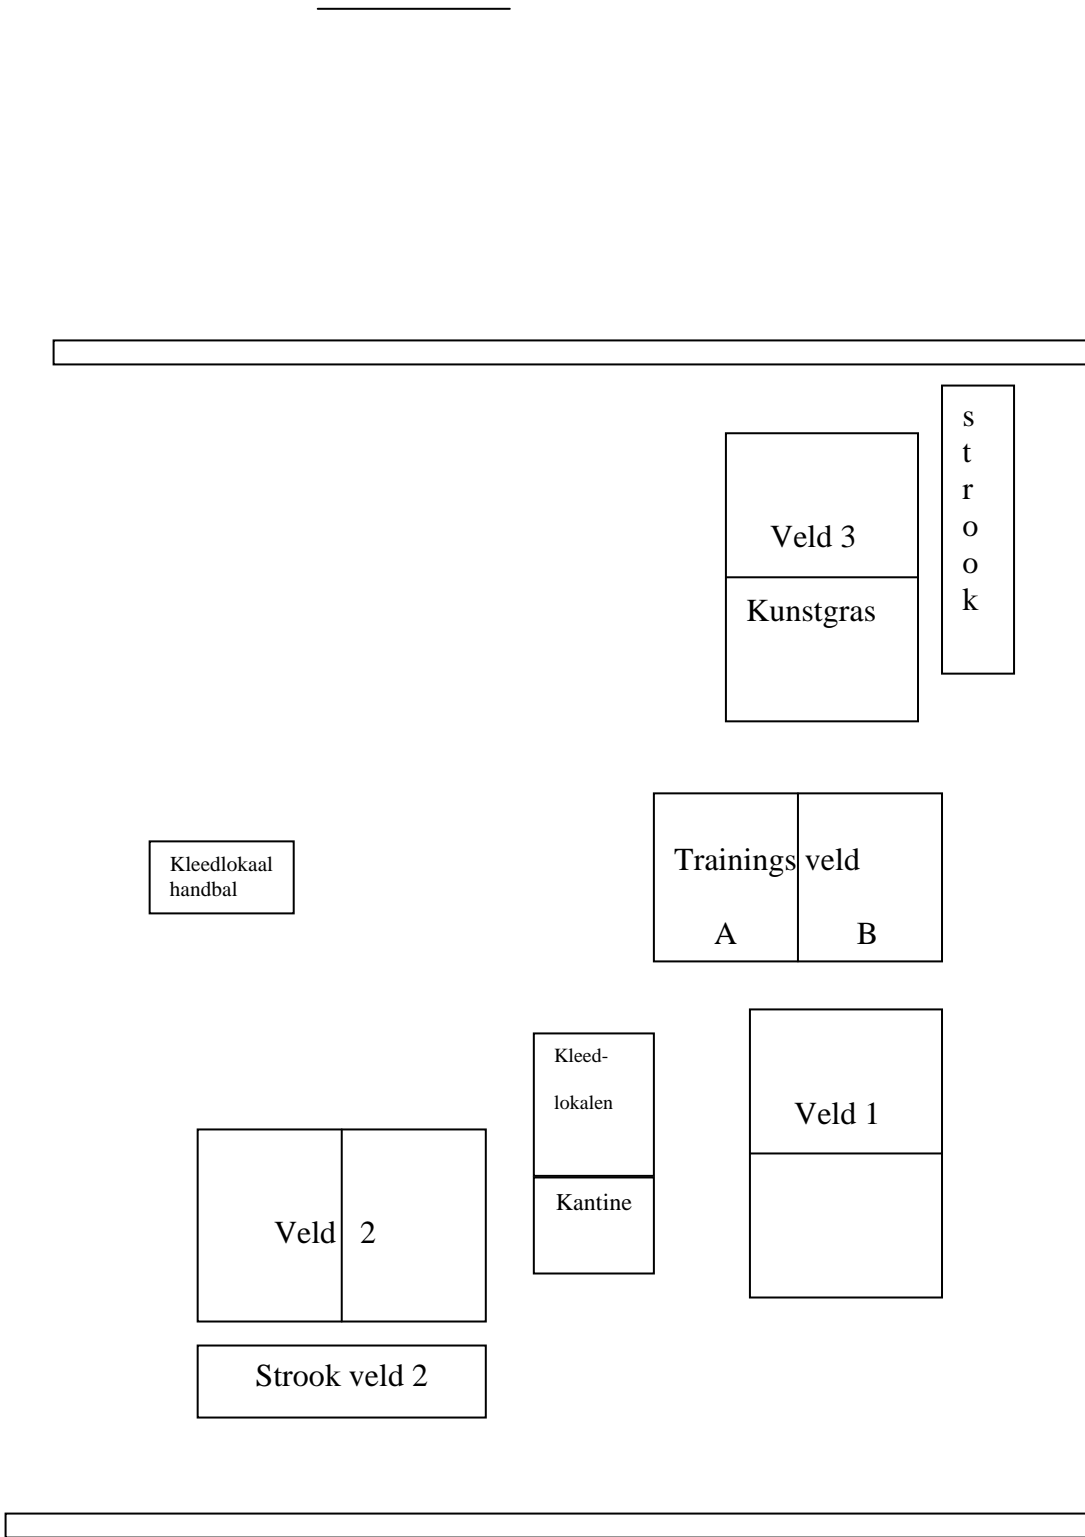 s
t
r
o
o
k
Veld 3
Kunstgras
Trainings veld
A B
Kleedlokaal
handbal
Kleed-
lokalen
Kantine
Veld 1
Veld 2
Strook veld 2